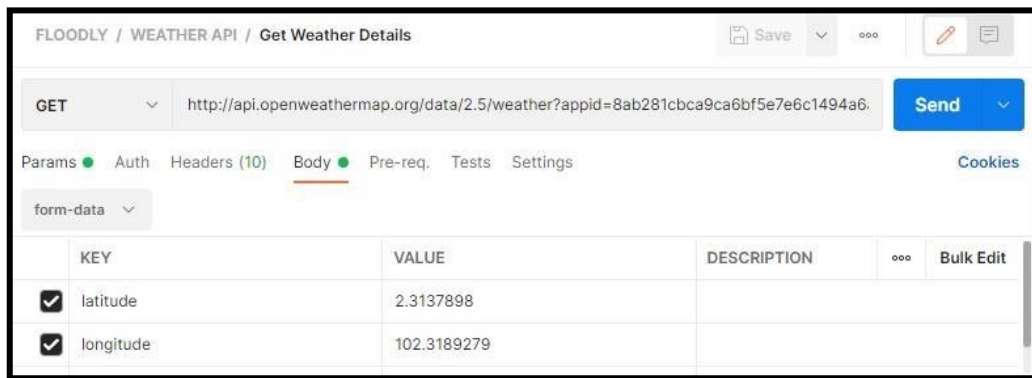 FLOODLY / WEATHER API / Get Weather Details Save ooo
GET http://api.openweathermap.org/data/2.5/weather?appid=8ab281cbca9ca6bf5e7e6c1494a6 Send
Params Auth Headers (10) Body Pre-req. Tests Settings Cookies
form-data
KEY VALUE DESCRIPTION ooo Bulk Edit
latitude 2.3137898
longitude 102.3189279